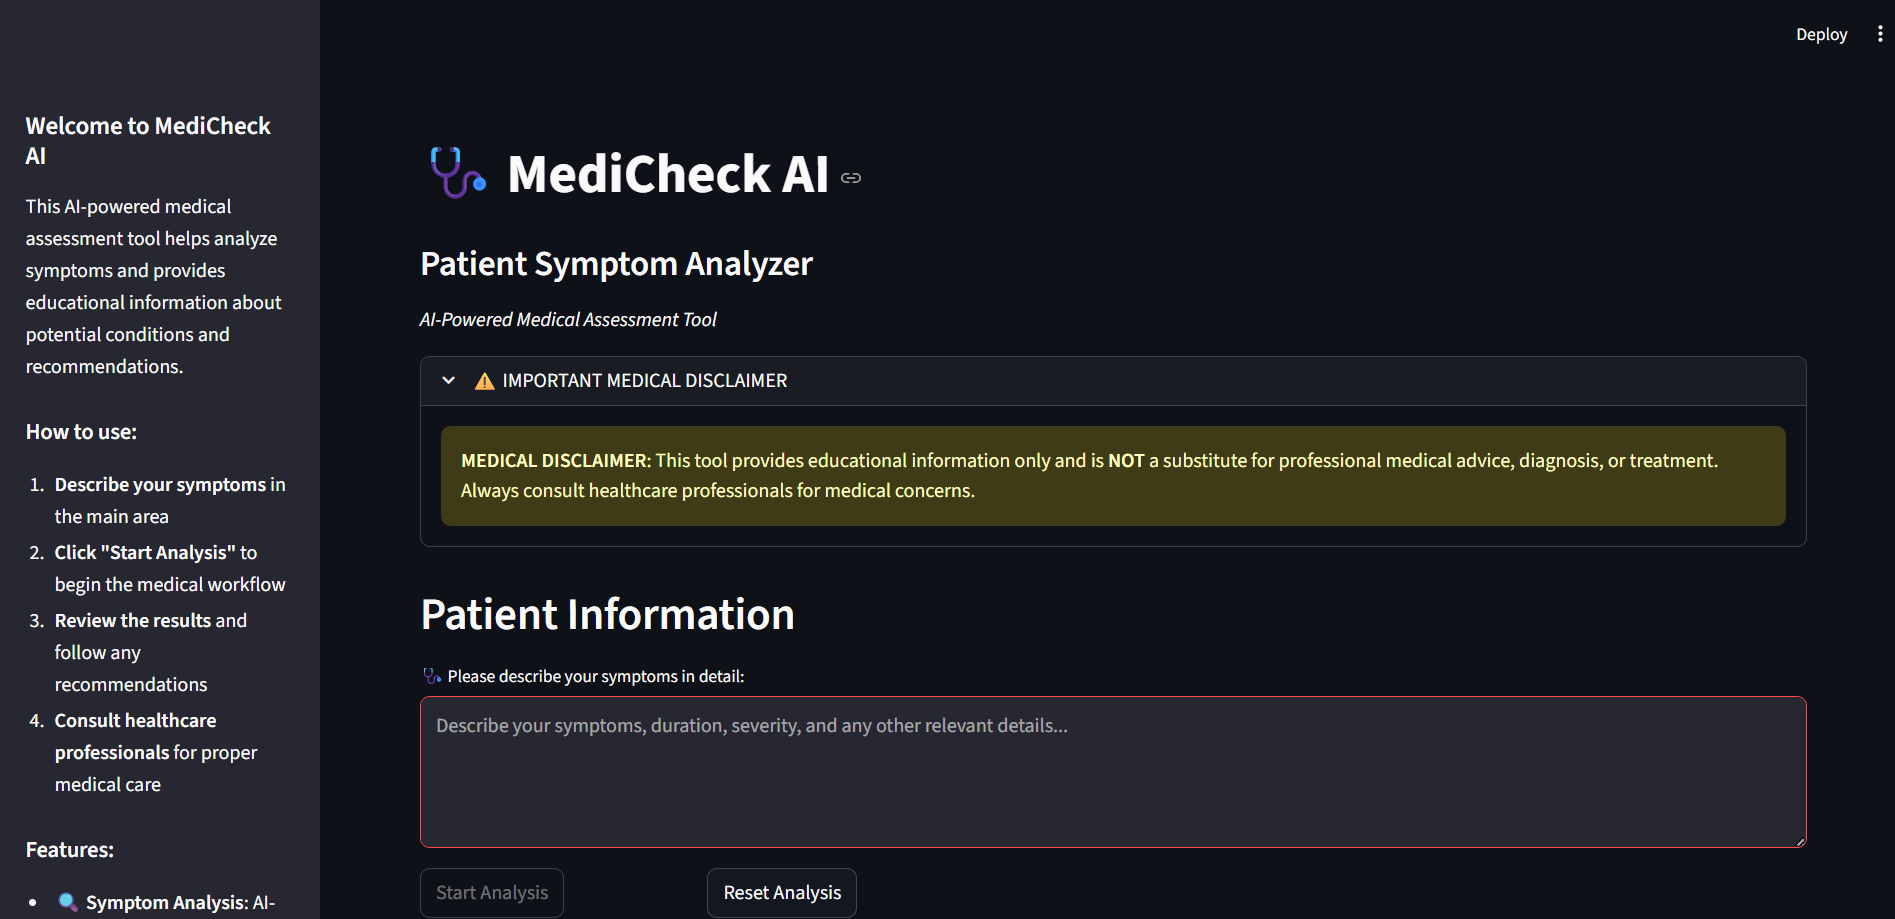 Deploy
Welcome to MediCheck
AI
This AI-powered medical
assessment tool helps analyze
symptoms and provides
educational information about
potential conditions and
recommendations.
How to use:
1. Describe your symptoms in
the main area
2. Click "Start Analysis" to
begin the medical workflow
3. Review the results and
follow any
recommendations
4. Consult healthcare
professionals for proper
medical care
Features:
• Symptom Analysis: AI-
MediCheck AI
Patient Symptom Analyzer
AI-Powered Medical Assessment Tool
IMPORTANT MEDICAL DISCLAIMER
MEDICAL DISCLAIMER: This tool provides educational information only and is NOT a substitute for professional medical advice, diagnosis, or treatment.
Always consult healthcare professionals for medical concerns.
Patient Information
Please describe your symptoms in detail:
Describe your symptoms, duration, severity, and any other relevant details...
Start Analysis
Reset Analysis